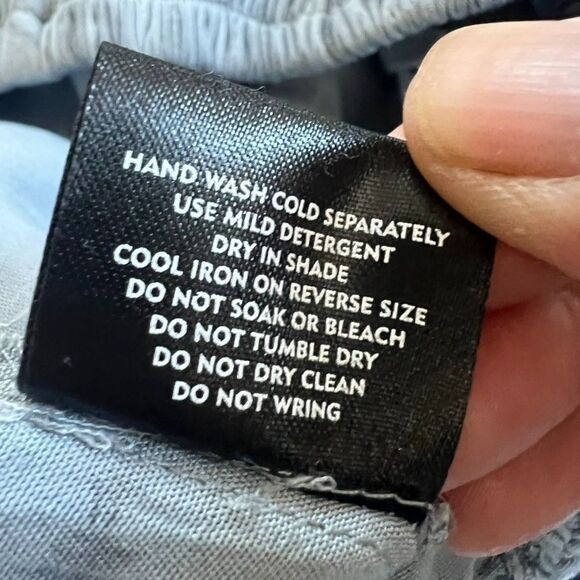 HAND WASH COLD SEPARATELY
USE MILD DETERGENT
DRY IN SHADE
COOL IRON ON REVERSE SIZE
DO NOT SOAK OR BLEACH
DO NOT TUMBLE DRY
DO NOT DRY CLEAN
DO NOT WRING